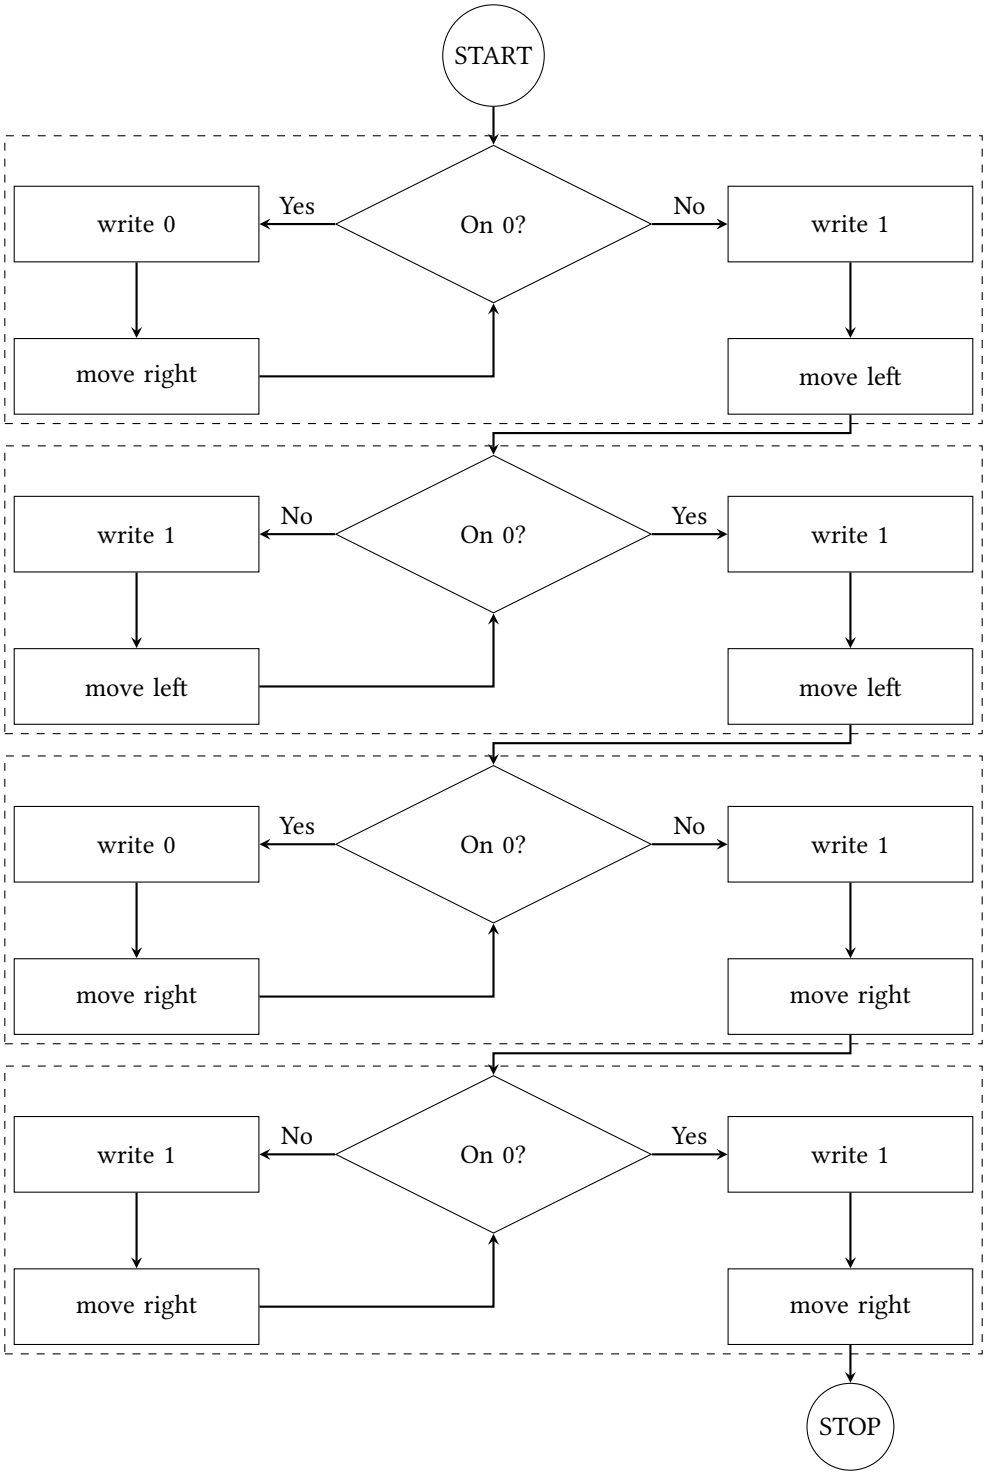 START
Yes
No
write 0
On 0?
write 1
move right
move left
No
Yes
write 1
On 0?
write 1
move left
move left
Yes
No
write 0
On 0?
write 1
move right
move right
No
Yes
write 1
On 0?
write 1
move right
move right
STOP